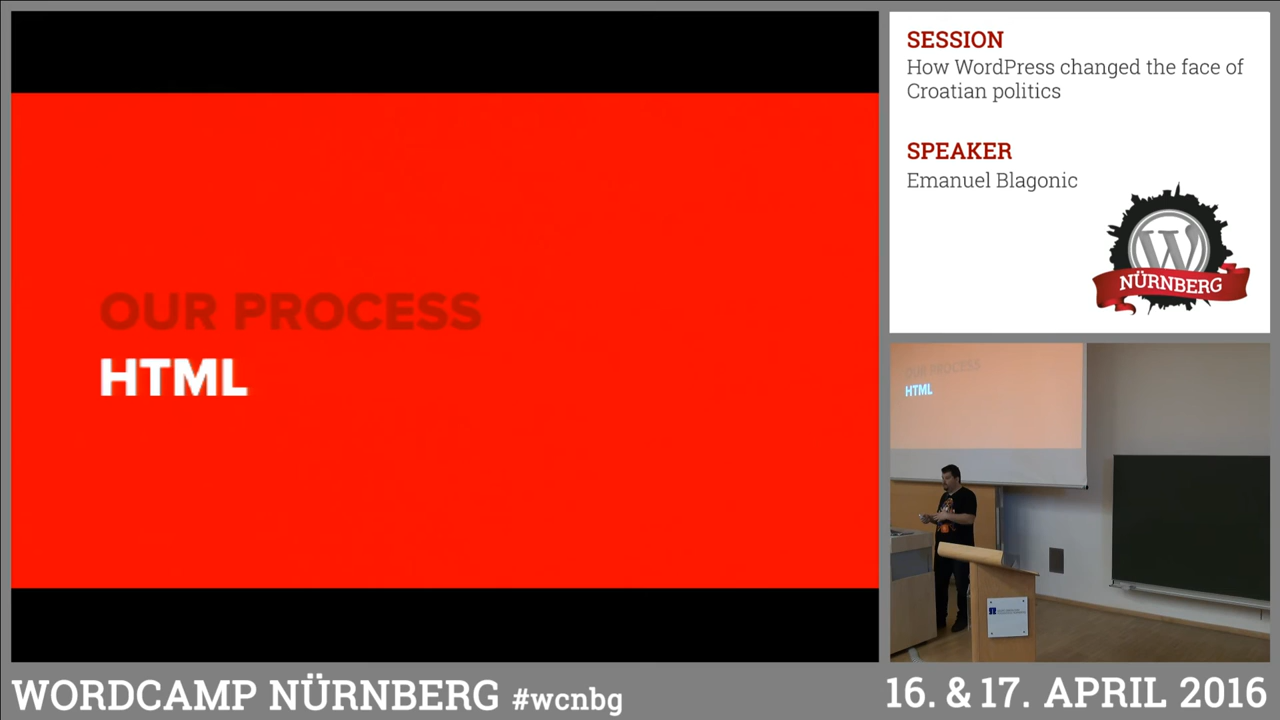 OUR PROCESS
HTML
SESSION
How WordPress changed the face of
Croatian politics
SPEAKER
Emanuel Blagonic
W
NÜRNBERG
OUR PROCESS
HTML
WORDCAMP NÜRNBERG #wcnbg
16. & 17. APRIL 2016